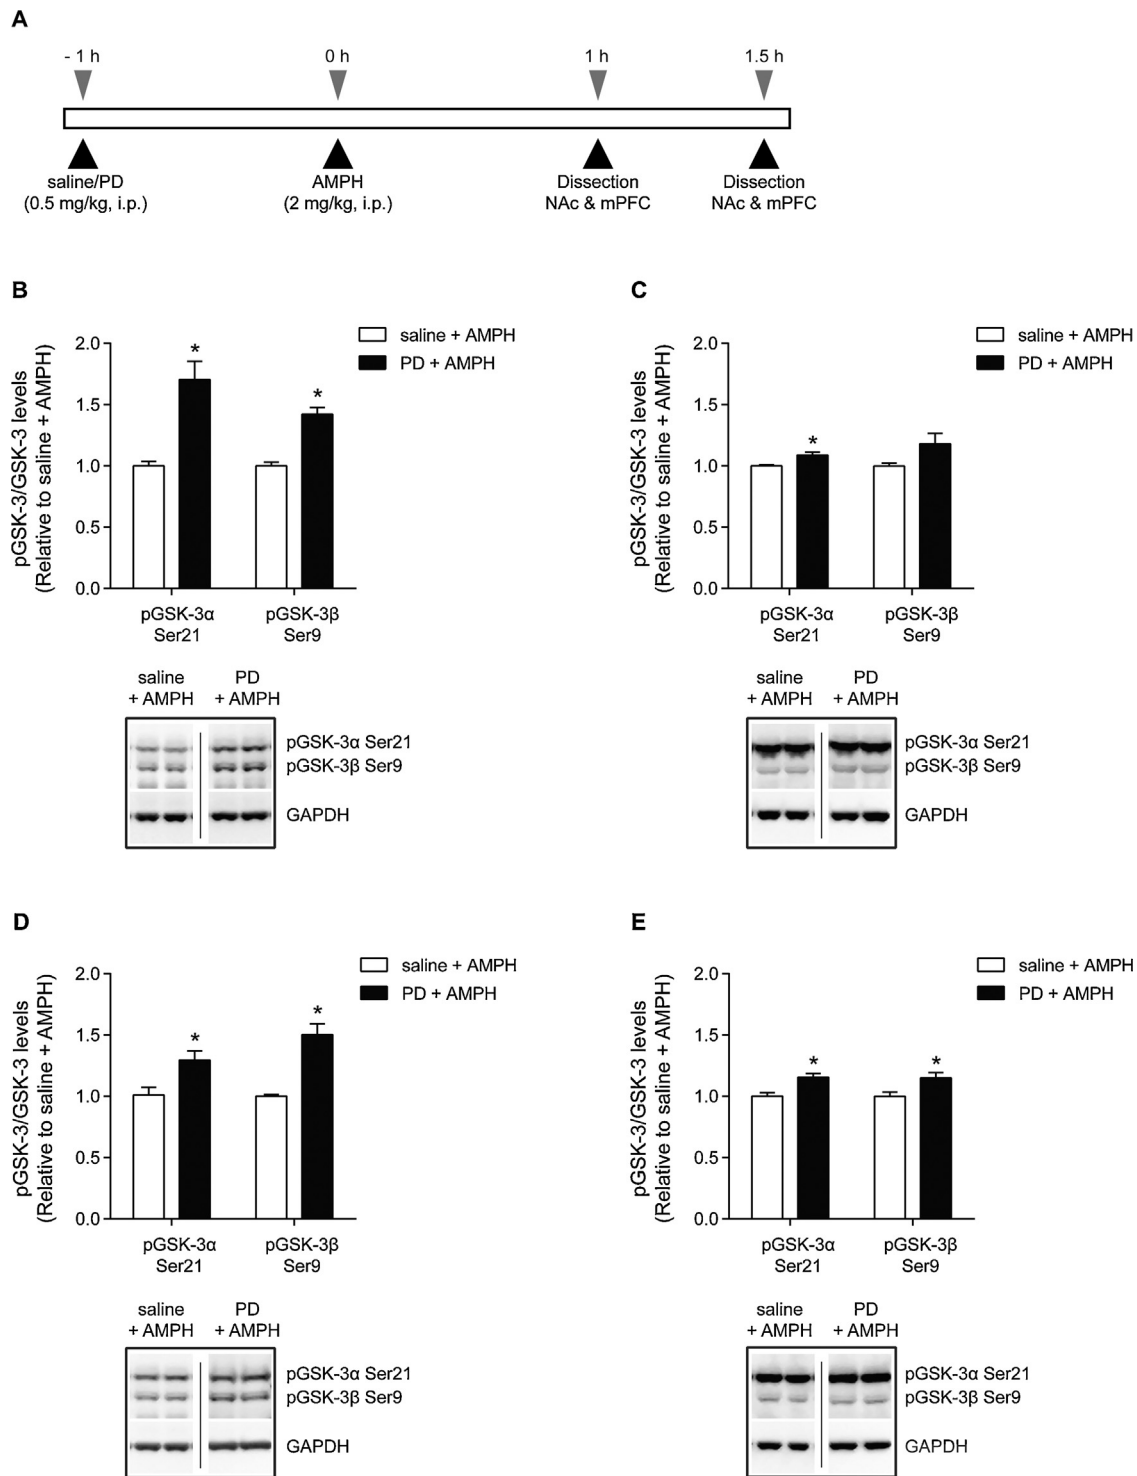 A
- 1 h
0 h
1 h
1.5 h
saline/PD
(0.5 mg/kg, i.p.)
AMPH
(2 mg/kg, i.p.)
Dissection
NAc & mPFC
Dissection
NAc & mPFC
B
pGSK-3/GSK-3 levels
(Relative to saline + AMPH)
2.0
1.5
1.0
0.5
0.0
*
*
saline + AMPH
PD + AMPH
pGSK-3α
Ser21
pGSK-3β
Ser9
saline
+ AMPH
PD
+ AMPH
pGSK-3α Ser21
pGSK-3β Ser9
GAPDH
C
pGSK-3/GSK-3 levels
(Relative to saline + AMPH)
2.0
1.5
1.0
0.5
0.0
*
saline + AMPH
PD + AMPH
pGSK-3α
Ser21
pGSK-3β
Ser9
saline
+ AMPH
PD
+ AMPH
pGSK-3α Ser21
pGSK-3β Ser9
GAPDH
D
pGSK-3/GSK-3 levels
(Relative to saline + AMPH)
2.0
1.5
1.0
0.5
0.0
*
*
saline + AMPH
PD + AMPH
pGSK-3α
Ser21
pGSK-3β
Ser9
saline
+ AMPH
PD
+ AMPH
pGSK-3α Ser21
pGSK-3β Ser9
GAPDH
E
pGSK-3/GSK-3 levels
(Relative to saline + AMPH)
2.0
1.5
1.0
0.5
0.0
*
*
saline + AMPH
PD + AMPH
pGSK-3α
Ser21
pGSK-3β
Ser9
saline
+ AMPH
PD
+ AMPH
pGSK-3α Ser21
pGSK-3β Ser9
GAPDH